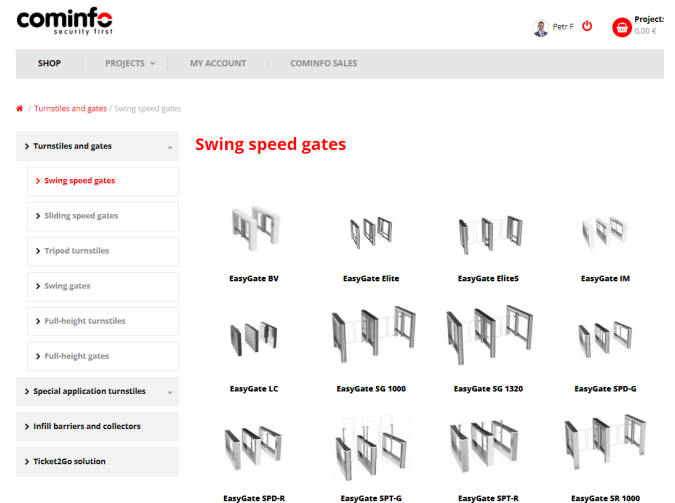 cominfo
security first
Petr F
Project:
0,00 €
SHOP
PROJECTS
MY ACCOUNT
COMINFO SALES
/ Turnstiles and gates / Swing speed gates
Turnstiles and gates
Swing speed gates
Sliding speed gates
Tripod turnstiles
Swing gates
Full-height turnstiles
Full-height gates
Special application turnstiles
Infill barriers and collectors
Ticket2Go solution
Swing speed gates
EasyGate BV
EasyGate Elite
EasyGate EliteS
EasyGate IM
EasyGate LC
EasyGate SG 1000
EasyGate SG 1320
EasyGate SPD-G
EasyGate SPD-R
EasyGate SPT-G
EasyGate SPT-R
EasyGate SR 1000